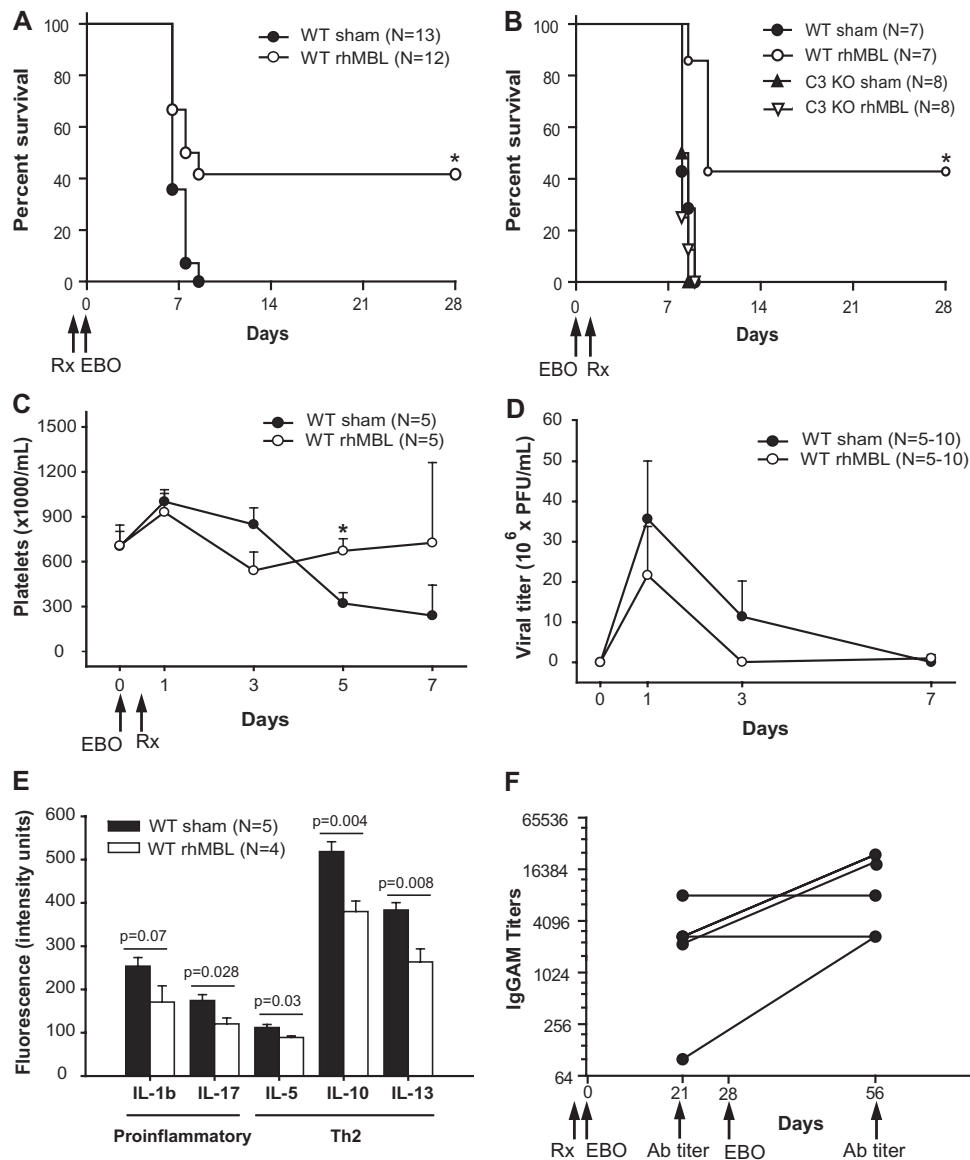 A
WT sham (N=13)
WT rhMBL (N=12)
Percent survival
100
80
60
40
20
0
*
0 7 14 21 28
Days
Rx EBO
B
WT sham (N=7)
WT rhMBL (N=7)
C3 KO sham (N=8)
C3 KO rhMBL (N=8)
Percent survival
100
80
60
40
20
0
*
0 7 14 21 28
Days
EBO Rx
C
WT sham (N=5)
WT rhMBL (N=5)
Platelets (x1000/mL)
1500
1200
900
600
300
0
*
0 1 3 5 7
Days
EBO Rx
D
WT sham (N=5-10)
WT rhMBL (N=5-10)
Viral titer (10^6 x PFU/mL)
60
50
40
30
20
10
0
0 1 3 7
Days
E
WT sham (N=5)
WT rhMBL (N=4)
Fluorescence (intensity units)
600
500
400
300
200
100
0
p=0.07
p=0.028
p=0.03
p=0.004
p=0.008
IL-1b IL-17 IL-5 IL-10 IL-13
Proinflammatory Th2
F
IgGAM Titers
65536
16384
4096
1024
256
64
0 21 28 56
Days
Rx EBO Ab titer EBO Ab titer